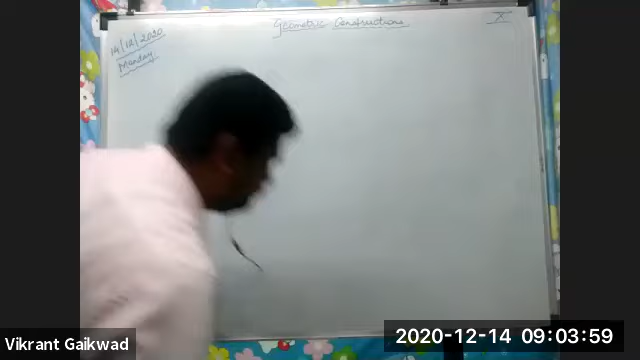 Geometric Constructions
X
14/12/2020
Monday
Vikrant Gaikwad
2020-12-14 09:03:59